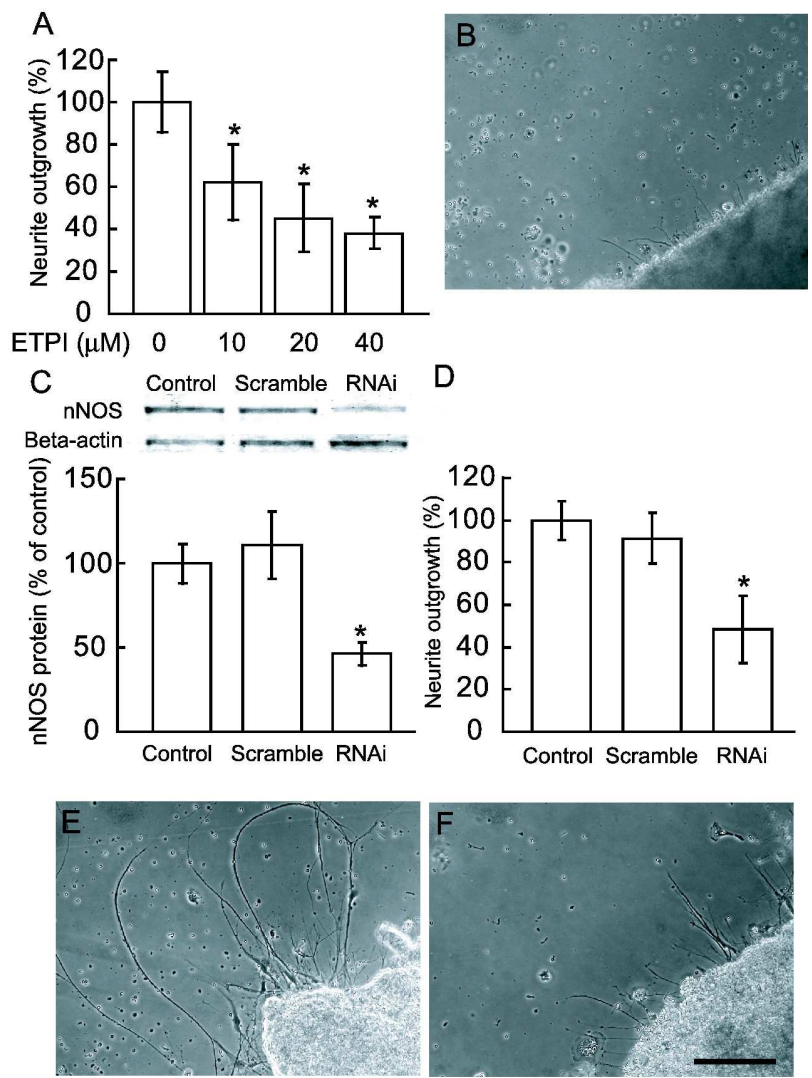 A
Neurite outgrowth (%)
120
100
80
60
40
20
0
*
*
*
ETPI (µM) 0 10 20 40
B
C
Control Scramble RNAi
nNOS
Beta-actin
nNOS protein (% of control)
150
100
50
0
*
Control Scramble RNAi
D
Neurite outgrowth (%)
120
100
80
60
40
20
0
*
Control Scramble RNAi
E
F